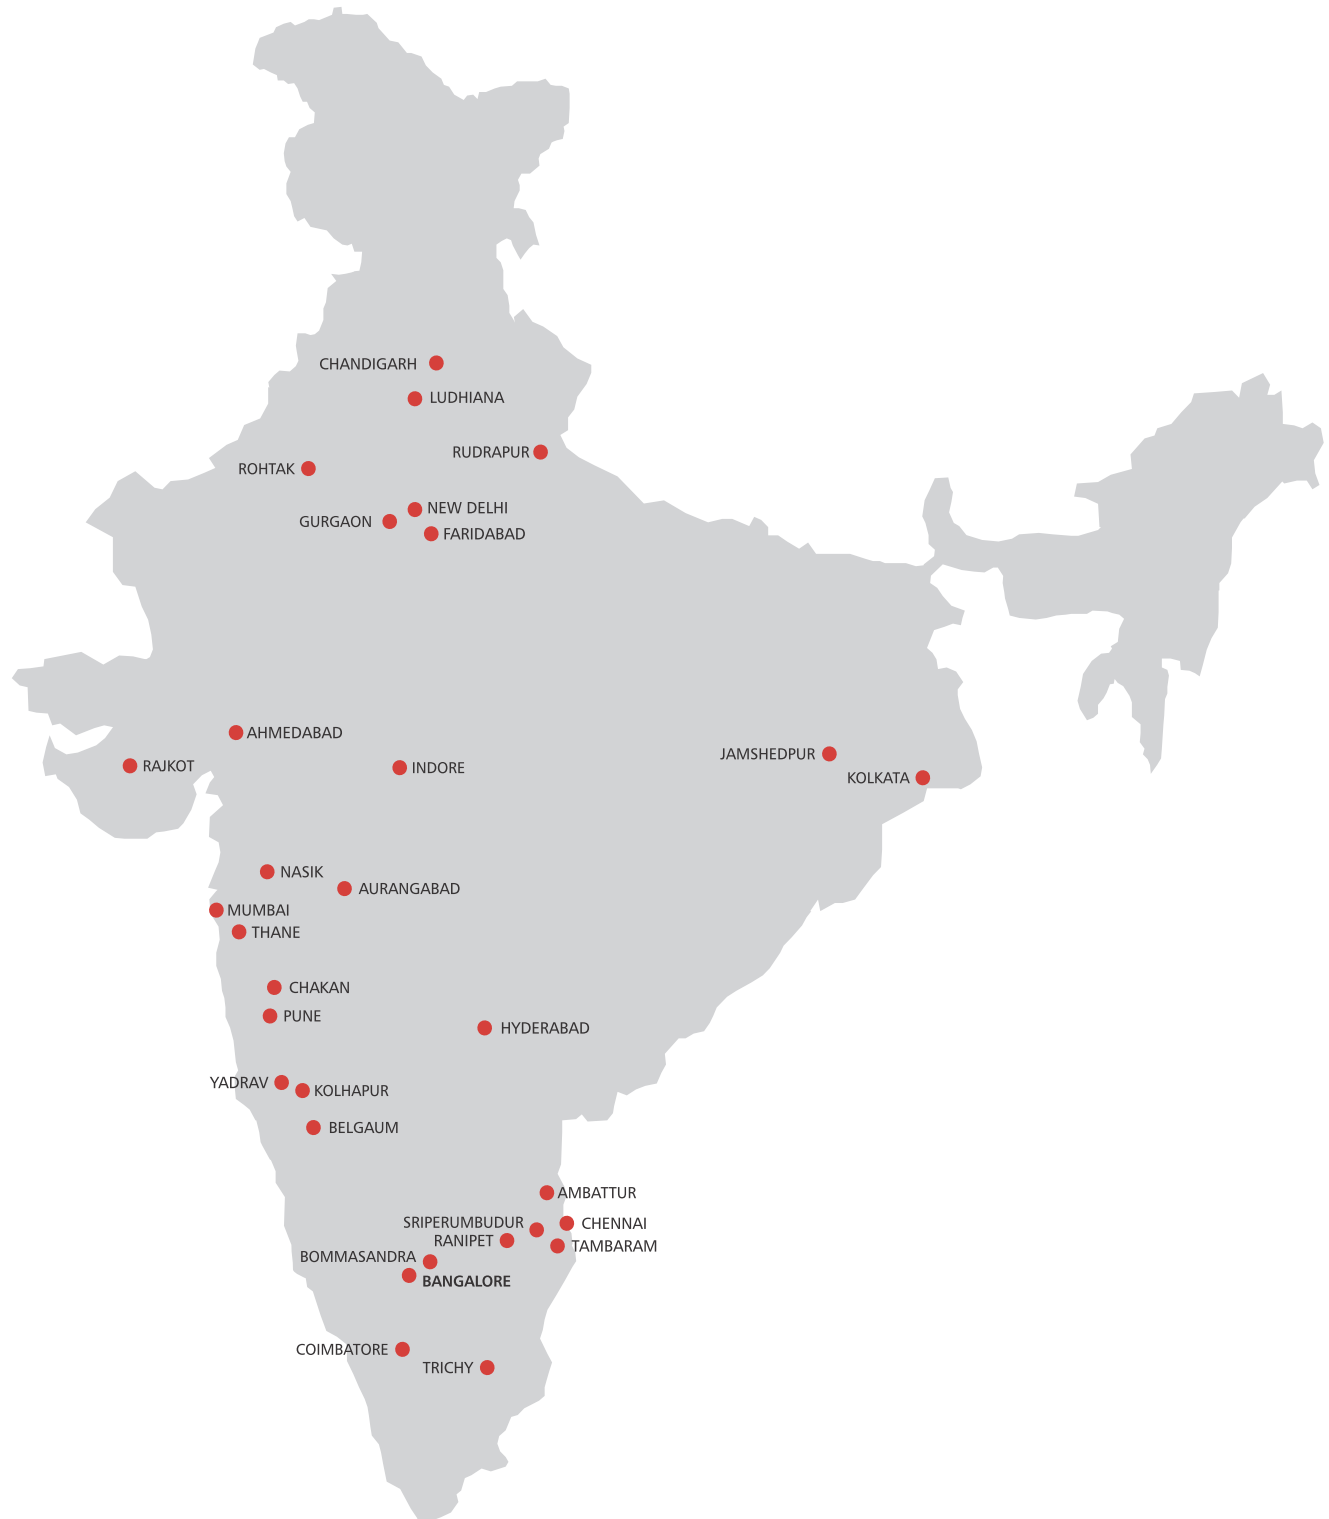 CHANDIGARH
LUDHIANA
RUDRAPUR
ROHTAK
NEW DELHI
GURGAON
FARIDABAD
AHMEDABAD
JAMSHEDPUR
RAJKOT
INDORE
KOLKATA
NASIK
AURANGABAD
MUMBAI
THANE
CHAKAN
PUNE
HYDERABAD
YADRAV
KOLHAPUR
BELGAUM
AMBATTUR
SRIPERUMBUDUR
CHENNAI
RANIPET
TAMBARAM
BOMMASANDRA
BANGALORE
COIMBATORE
TRICHY